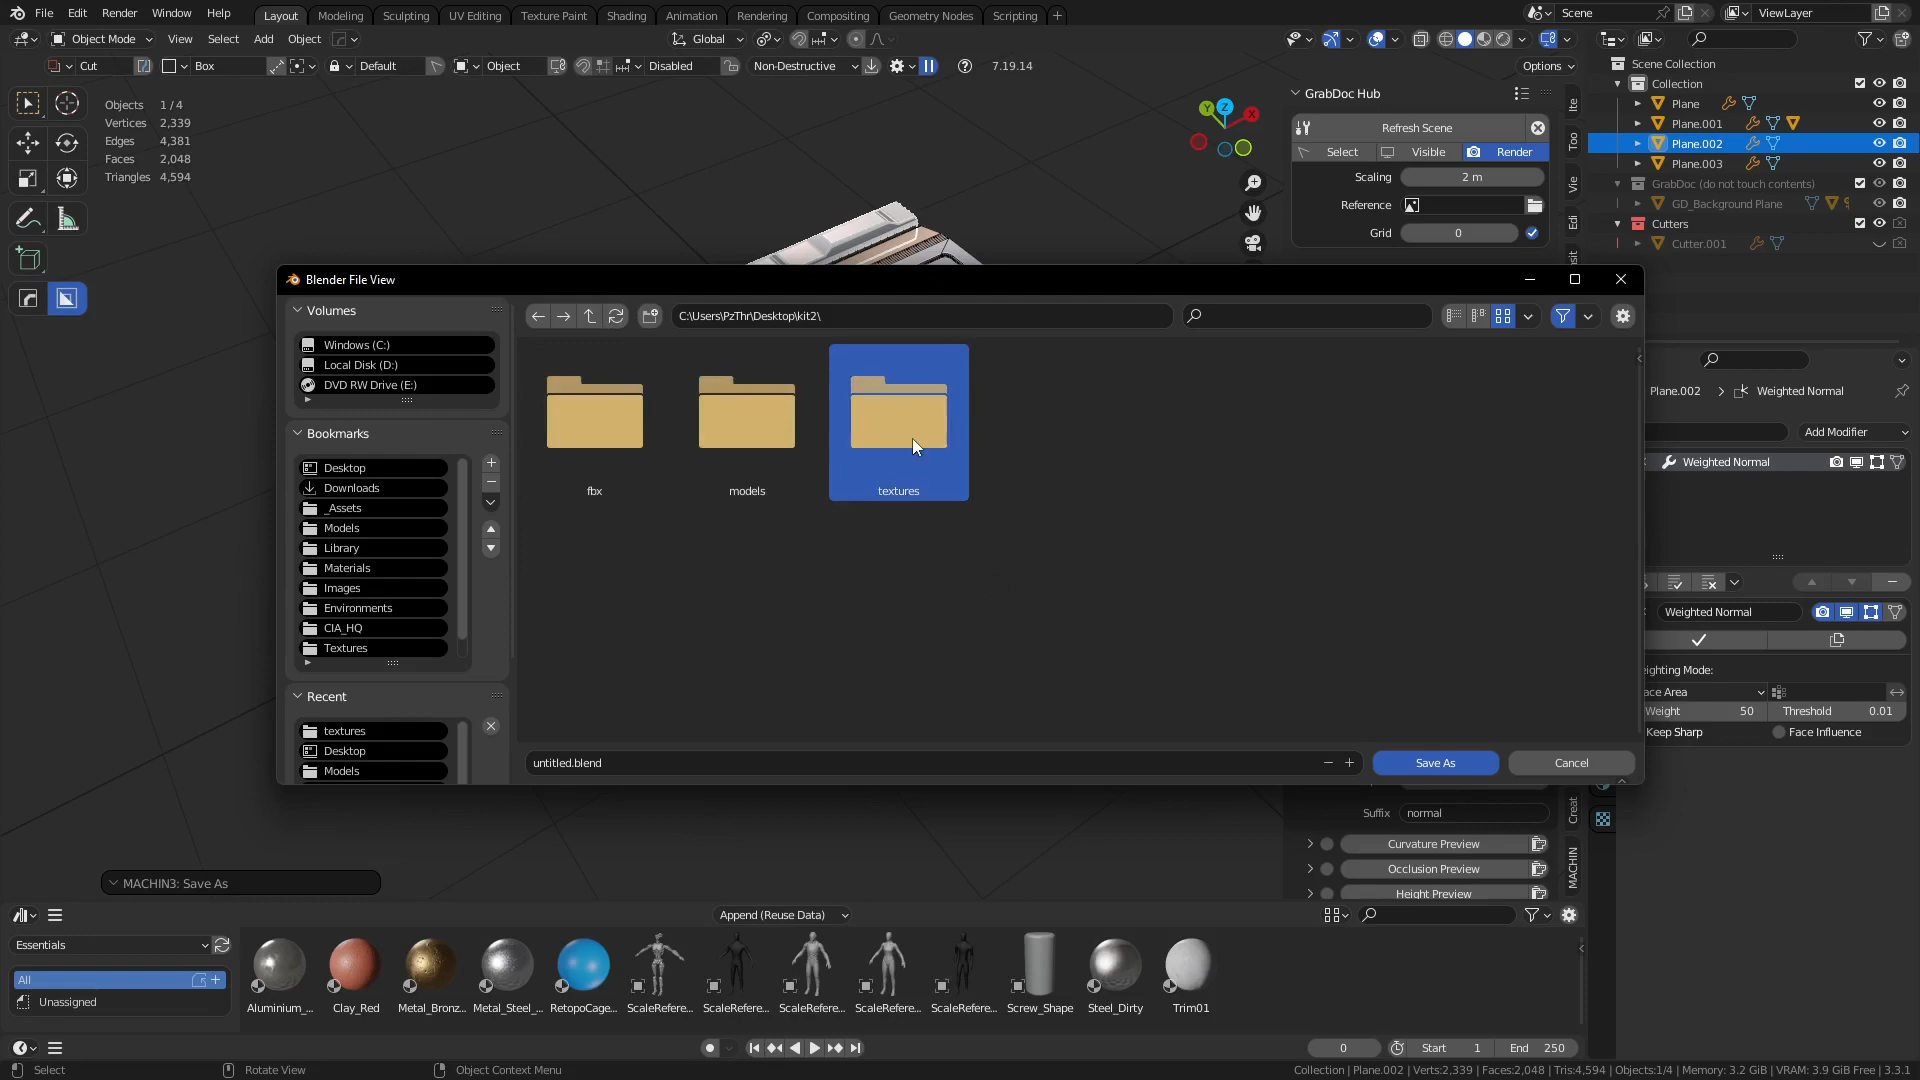 File Edit Render Window Help Layout Modeling Sculpting UV Editing Texture Paint Shading Animation Rendering Compositing Geometry Nodes Scripting Scene ViewLayer
Object Mode View Select Add Object Global
Cut Box Default Object Disabled Non-Destructive 7.19.14 Options
Objects 1 / 4
Vertices 2,339
Edges 4,381
Faces 2,048
Triangles 4,594
Y Z X
GrabDoc Hub
Refresh Scene
Select Visible Render
Scaling 2 m
Reference
Grid 0
Ite
Too
Vie
Edi
Scene Collection
Collection
Plane
Plane.001
Plane.002
Plane.003
GrabDoc (do not touch contents)
GD_Background Plane
Cutters
Cutter.001
Blender File View
Volumes
Windows (C:)
Local Disk (D:)
DVD RW Drive (E:)
Bookmarks
Desktop
Downloads
_Assets
Models
Library
Materials
Images
Environments
CIA_HQ
Textures
Recent
textures
Desktop
Models
C:\Users\PzThr\Desktop\kit2\
fbx models textures
untitled.blend Save As Cancel
Plane.002 Weighted Normal
Add Modifier
Weighted Normal
Weighted Normal
ighting Mode:
ace Area
Weight 50 Threshold 0.01
Keep Sharp Face Influence
Suffix normal
Curvature Preview
Occlusion Preview
Height Preview
Creat
MACHIN
MACHIN3: Save As
Append (Reuse Data)
Essentials
All
Unassigned
Aluminium_... Clay_Red Metal_Bronz... Metal_Steel_... RetopoCage... ScaleRefere... ScaleRefere... ScaleRefere... ScaleRefere... ScaleRefere... Screw_Shape Steel_Dirty Trim01
0 Start 1 End 250
Select Rotate View Object Context Menu Collection | Plane.002 | Verts:2,339 | Faces:2,048 | Tris:4,594 | Objects:1/4 | Memory: 3.2 GiB | VRAM: 3.9 GiB Free | 3.3.1